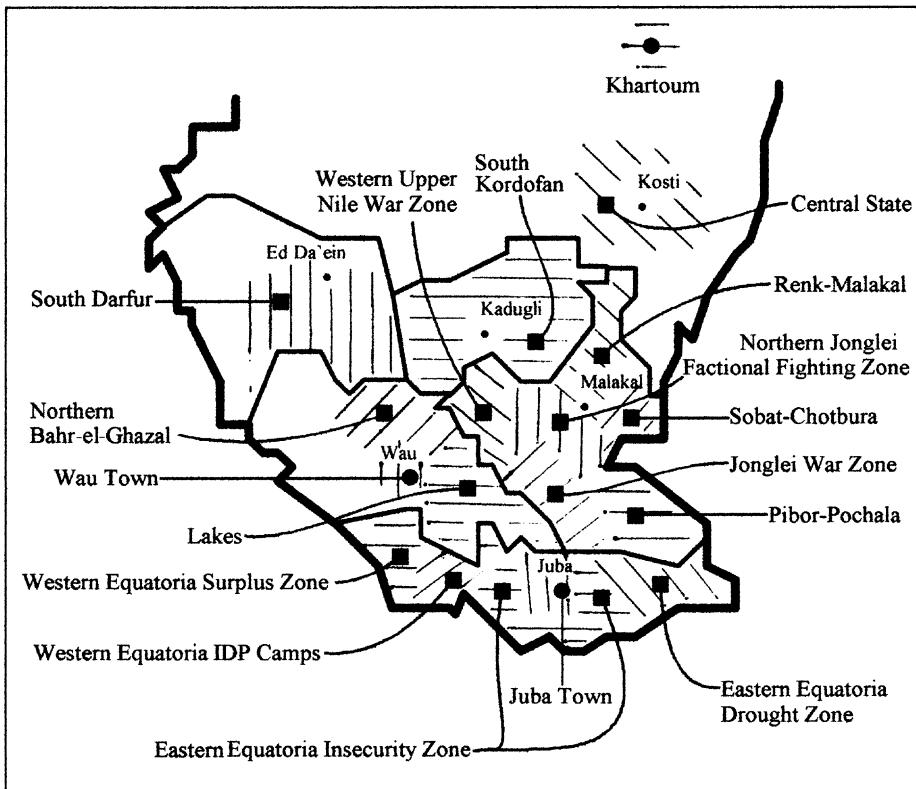 Khartoum
South
Kordofan
Western Upper
Nile War Zone
Kosti
Central State
Ed Da`ein
South Darfur
Renk-Malakal
Kadugli
Northern Jonglei
Factional Fighting Zone
Malakal
Northern
Bahr-el-Ghazal
Sobat-Chotbura
Wau
Wau Town
Jonglei War Zone
Lakes
Pibor-Pochala
Western Equatoria Surplus Zone
Juba
Western Equatoria IDP Camps
Juba Town
Eastern Equatoria
Drought Zone
Eastern Equatoria Insecurity Zone